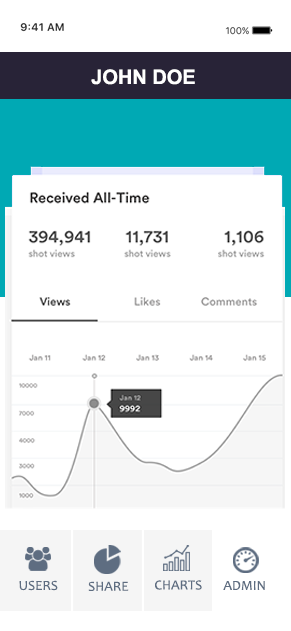 9:41 AM 100%
JOHN DOE
Received All-Time
394,941 11,731 1,106
shot views shot views shot views
Views Likes Comments
Jan 11 Jan 12 Jan 13 Jan 14 Jan 15
10000
Jan 12
9992
7000
4000
3000
1000
USERS SHARE CHARTS ADMIN